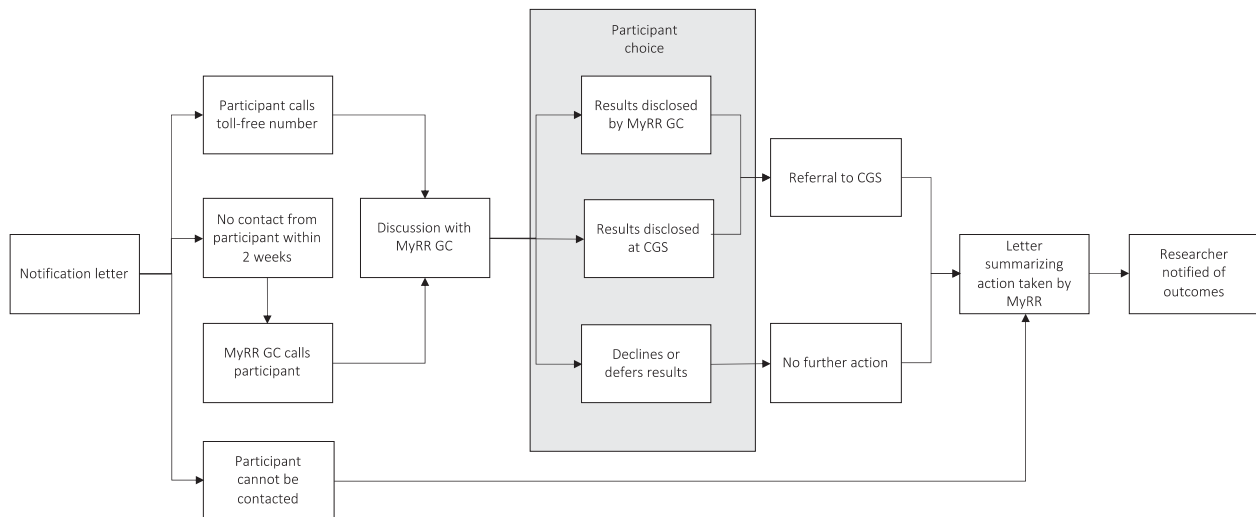 Participant
choice
Participant calls
toll-free number
Results disclosed
by MyRR GC
No contact from
participant within
2 weeks
Discussion with
MyRR GC
Results disclosed
at CGS
Referral to CGS
Notification letter
Letter
summarizing
action taken by
MyRR
Researcher
notified of
outcomes
MyRR GC calls
participant
Declines or
defers results
No further action
Participant
cannot be
contacted